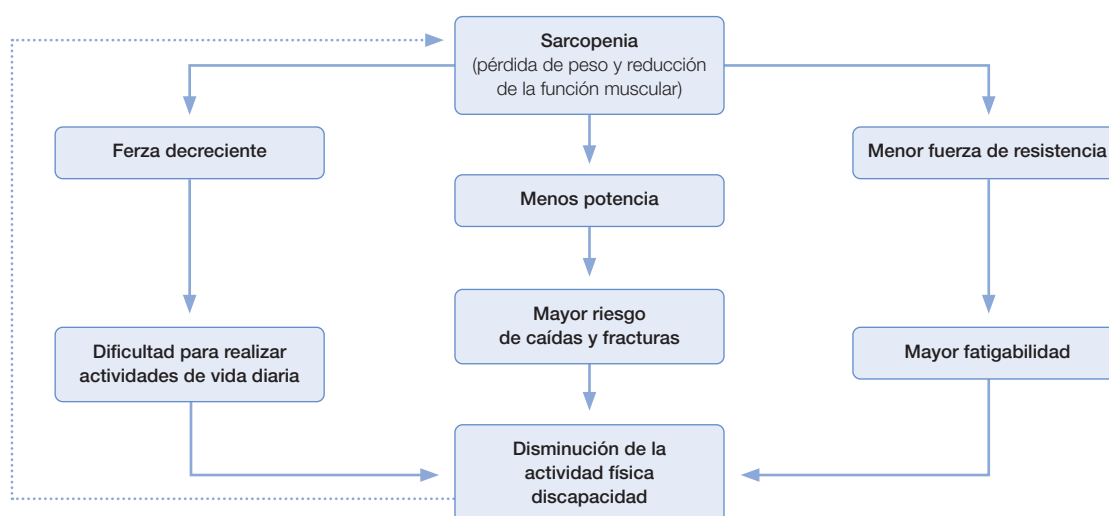 Sarcopenia
(pérdida de peso y reducción
de la función muscular)
Ferza decreciente
Menor fuerza de resistencia
Menos potencia
Mayor riesgo
de caídas y fracturas
Dificultad para realizar
actividades de vida diaria
Mayor fatigabilidad
Disminución de la
actividad física
discapacidad